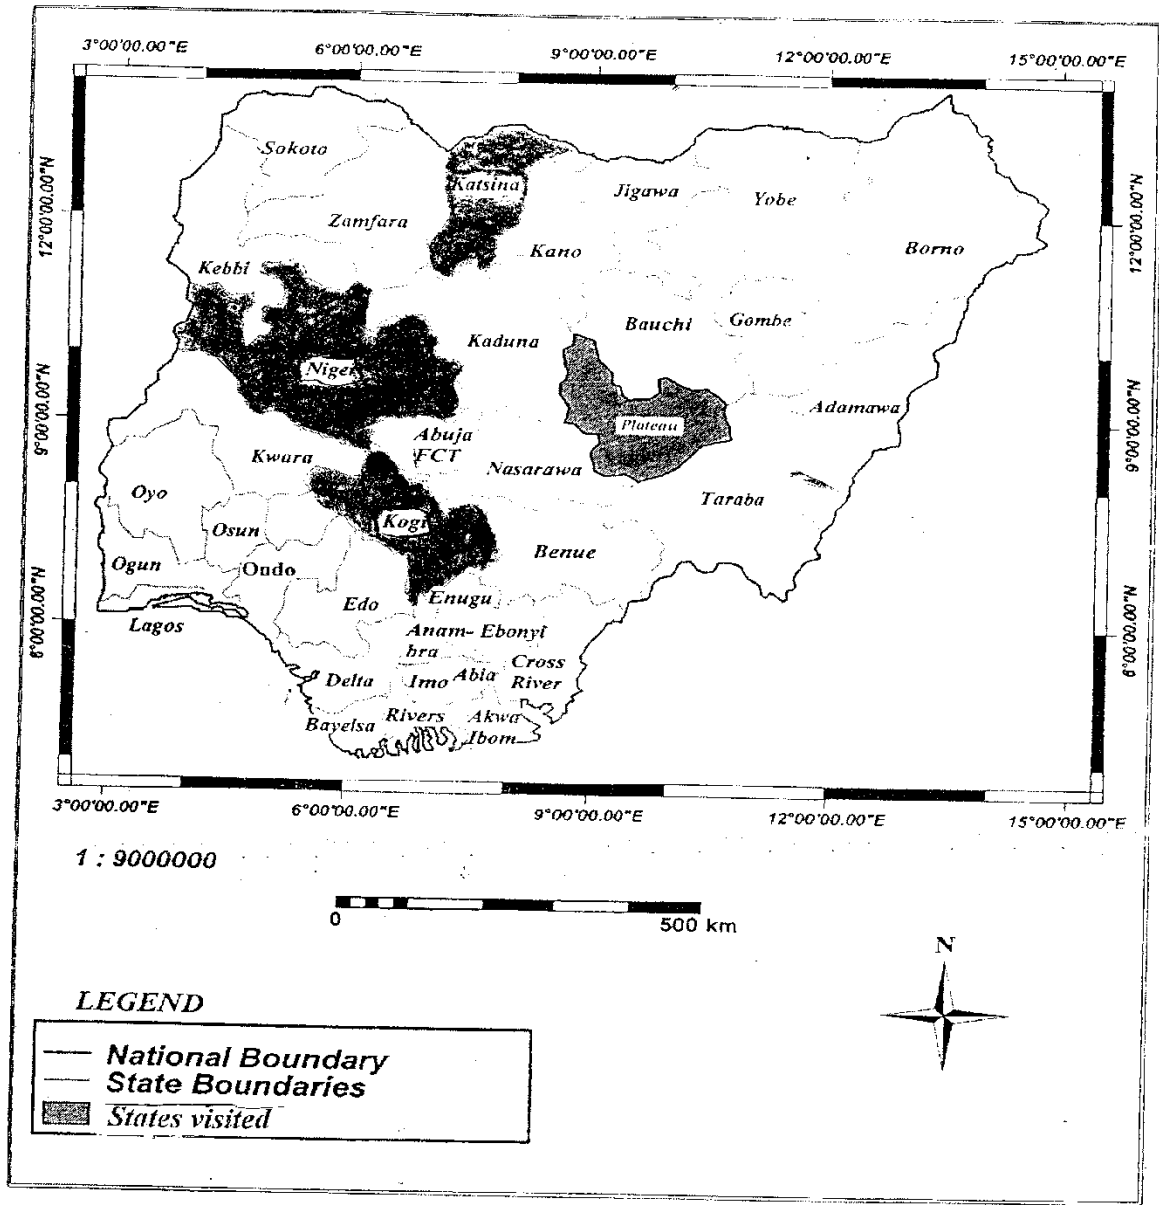 3°00'00.00"E 6°00'00.00"E 9°00'00.00"E 12°00'00.00"E 15°00'00.00"E
12°00'00.00"N
9°00'00.00"N
6°00'00.00"N
12°00'00.00"N
9°00'00.00"N
6°00'00.00"N
Sokoto
Katsina
Jigawa
Yobe
Zamfara
Kano
Borno
Kebbi
Bauchi
Gombe
Kaduna
Niger
Adamawa
Plateau
Abuja
FCT
Kwara
Nasarawa
Oyo
Taraba
Osun
Kogi
Benue
Ogun
Oudo
Edo
Enugu
Lagos
Anam-
bra
Ebonyi
Cross
River
Delta
Imo
Abia
Bayelsa
Rivers
Akwa
Ibom
3°00'00.00"E 6°00'00.00"E 9°00'00.00"E 12°00'00.00"E 15°00'00.00"E
1 : 9000000
0 500 km
N
LEGEND
National Boundary
State Boundaries
States visited